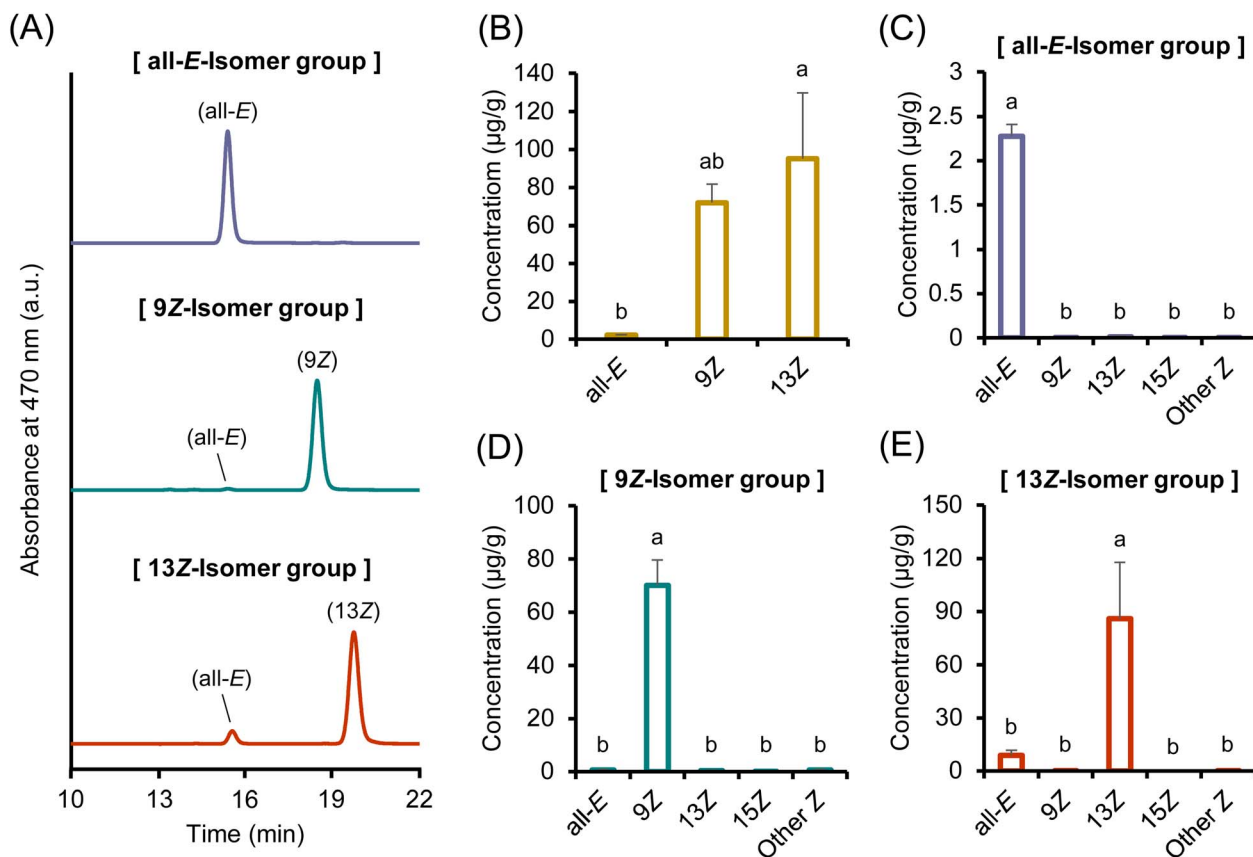 (A)
[ all-E-Isomer group ]
(all-E)
[ 9Z-Isomer group ]
(9Z)
(all-E)
[ 13Z-Isomer group ]
(13Z)
(all-E)
Absorbance at 470 nm (a.u.)
10 13 16 19 22
Time (min)
(B)
Concentratiom (µg/g)
140
120
100
80
60
40
20
0
b ab a
all-E 9Z 13Z
(C)
[ all-E-Isomer group ]
Concentration (µg/g)
3
2.5
2
1.5
1
0.5
0
a b b b b
all-E 9Z 13Z 15Z Other Z
(D)
[ 9Z-Isomer group ]
Concentration (µg/g)
100
80
60
40
20
0
b a b b b
all-E 9Z 13Z 15Z Other Z
(E)
[ 13Z-Isomer group ]
Concentration (µg/g)
150
120
90
60
30
0
b b a b b
all-E 9Z 13Z 15Z Other Z